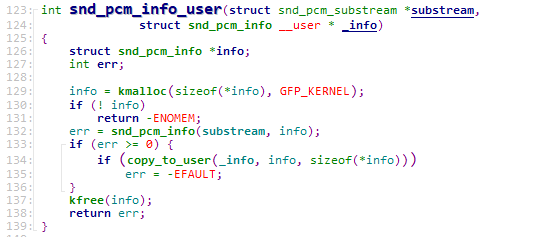 123: int snd_pcm_info_user(struct snd_pcm_substream *substream,
124: struct snd_pcm_info __user * _info)
125: {
126: struct snd_pcm_info *info;
127: int err;
128:
129: info = kmalloc(sizeof(*info), GFP_KERNEL);
130: if (! info)
131: return -ENOMEM;
132: err = snd_pcm_info(substream, info);
133: if (err >= 0) {
134: if (copy_to_user(_info, info, sizeof(*info)))
135: err = -EFAULT;
136: }
137: kfree(info);
138: return err;
139: }